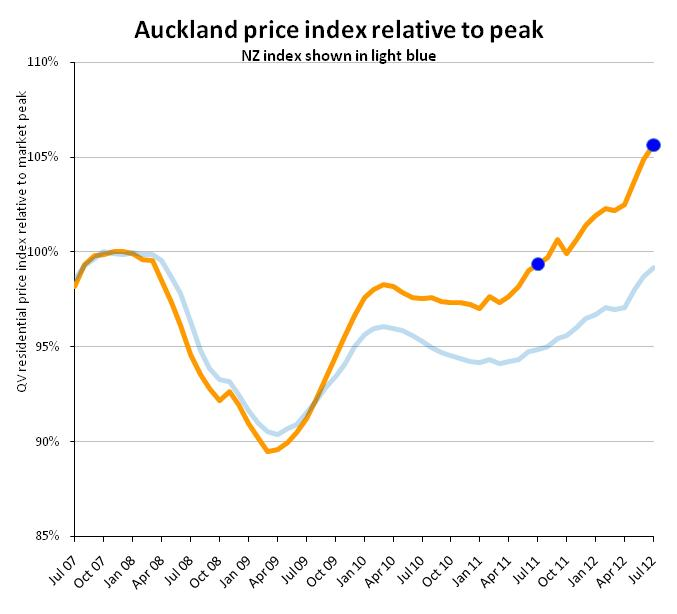 Auckland price index relative to peak
NZ index shown in light blue
QV residential price index relative to market peak
110%
105%
100%
95%
90%
85%
Jul 07
Oct 07
Jan 08
Apr 08
Jul 08
Oct 08
Jan 09
Apr 09
Jul 09
Oct 09
Jan 10
Apr 10
Jul 10
Oct 10
Jan 11
Apr 11
Jul 11
Oct 11
Jan 12
Apr 12
Jul 12